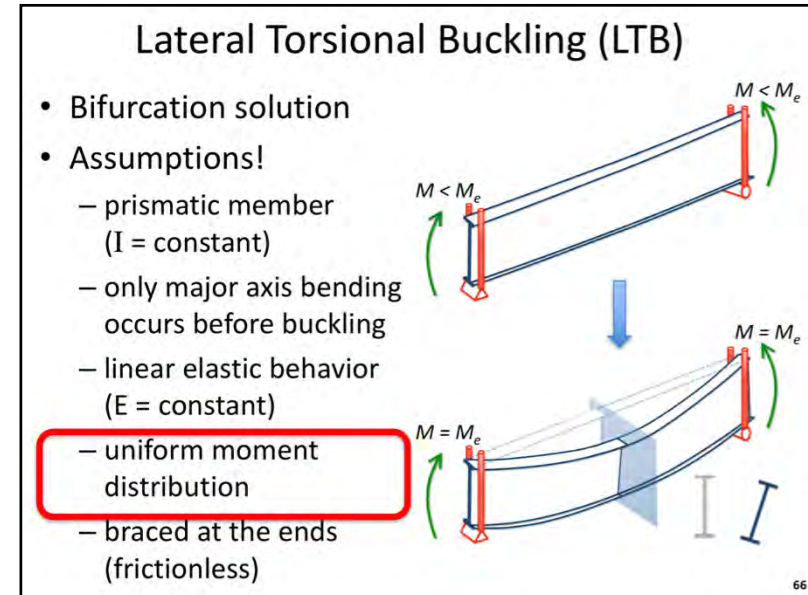 Lateral Torsional Buckling (LTB)
• Bifurcation solution
• Assumptions!
– prismatic member
(I = constant)
– only major axis bending
occurs before buckling
– linear elastic behavior
(E = constant)
– uniform moment
distribution
– braced at the ends
(frictionless)
M < Me
M < Me
M = Me
M = Me
66